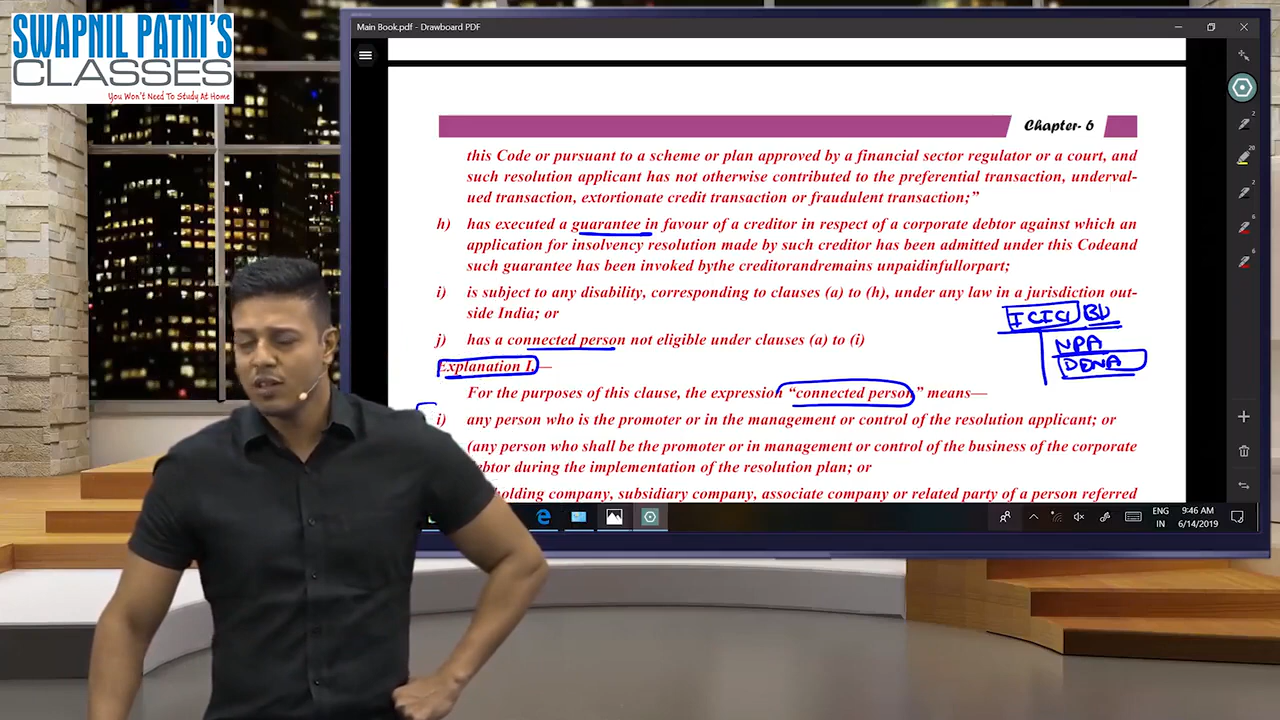 SWAPNIL PATNI'S
CLASSES
You Won't Need To Study At Home
Main Book.pdf - Drawboard PDF
Chapter- 6
this Code or pursuant to a scheme or plan approved by a financial sector regulator or a court, and
such resolution applicant has not otherwise contributed to the preferential transaction, underval-
ued transaction, extortionate credit transaction or fraudulent transaction;”
h) has executed a guarantee in favour of a creditor in respect of a corporate debtor against which an
application for insolvency resolution made by such creditor has been admitted under this Codeand
such guarantee has been invoked bythe creditorandremains unpaidinfullorpart;
i) is subject to any disability, corresponding to clauses (a) to (h), under any law in a jurisdiction out-
side India; or
ICICI
j) has a connected person not eligible under clauses (a) to (i)
NPA
DENA
Explanation I.—
For the purposes of this clause, the expression “connected person” means—
i) any person who is the promoter or in the management or control of the resolution applicant; or
(any person who shall be the promoter or in management or control of the business of the corporate
debtor during the implementation of the resolution plan; or
holding company, subsidiary company, associate company or related party of a person referred
ENG
IN
9:46 AM
6/14/2019